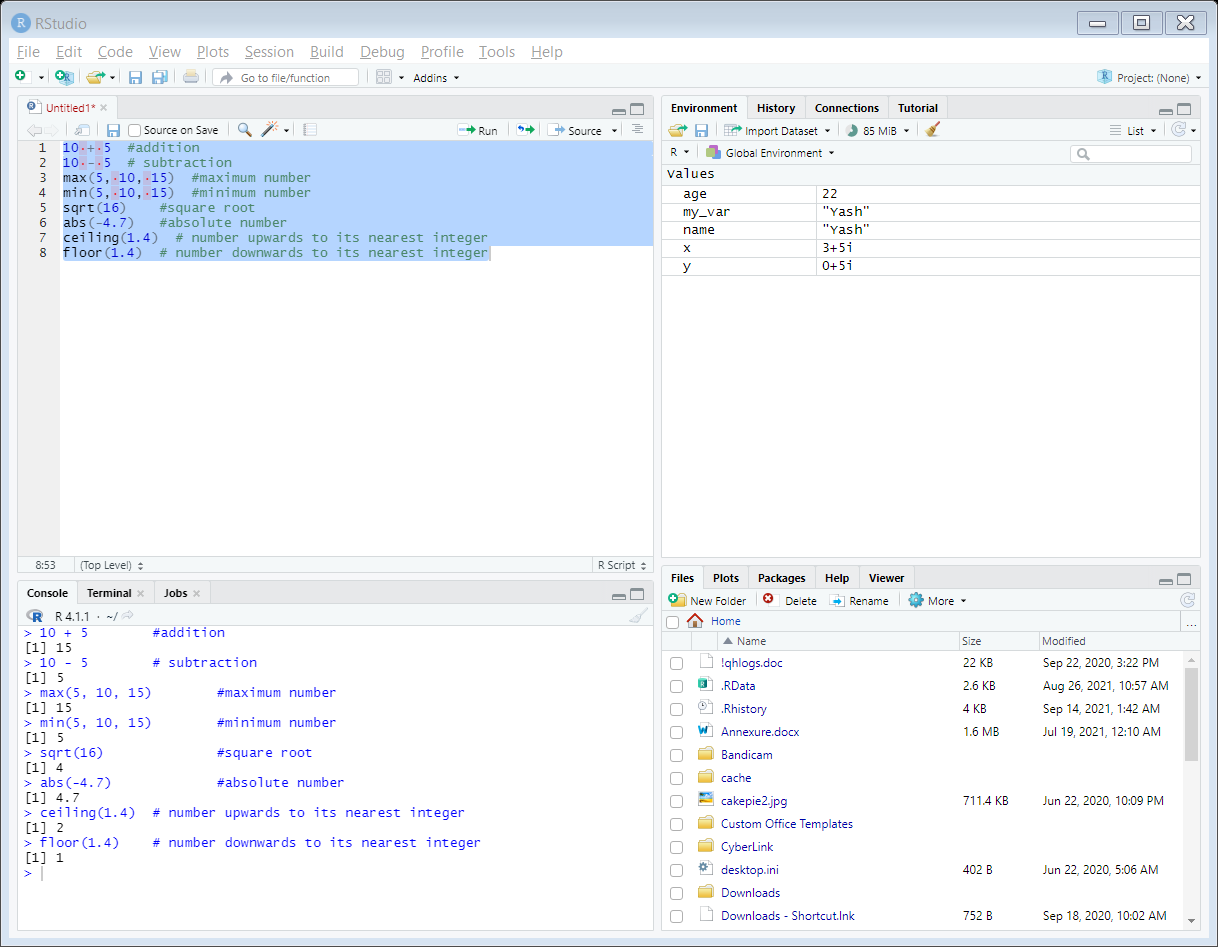 RStudio
File Edit Code View Plots Session Build Debug Profile Tools Help
Go to file/function Addins Project: (None)
Untitled1*
Source on Save Run Source
1 10 + 5  #addition
2 10 - 5  # subtraction
3 max(5, 10, 15)  #maximum number
4 min(5, 10, 15)  #minimum number
5 sqrt(16)    #square root
6 abs(-4.7)   #absolute number
7 ceiling(1.4)  # number upwards to its nearest integer
8 floor(1.4)  # number downwards to its nearest integer
8:53 (Top Level) R Script
Console Terminal Jobs
R 4.1.1 · ~/
> 10 + 5        #addition
[1] 15
> 10 - 5        # subtraction
[1] 5
> max(5, 10, 15)        #maximum number
[1] 15
> min(5, 10, 15)        #minimum number
[1] 5
> sqrt(16)              #square root
[1] 4
> abs(-4.7)             #absolute number
[1] 4.7
> ceiling(1.4)  # number upwards to its nearest integer
[1] 2
> floor(1.4)    # number downwards to its nearest integer
[1] 1
>
Environment History Connections Tutorial
Import Dataset 85 MiB List
R Global Environment
Values
age 22
my_var "Yash"
name "Yash"
x 3+5i
y 0+5i
Files Plots Packages Help Viewer
New Folder Delete Rename More
Home ...
Name Size Modified
!qhlogs.doc 22 KB Sep 22, 2020, 3:22 PM
.RData 2.6 KB Aug 26, 2021, 10:57 AM
.Rhistory 4 KB Sep 14, 2021, 1:42 AM
Annexure.docx 1.6 MB Jul 19, 2021, 12:10 AM
Bandicam
cache
cakepie2.jpg 711.4 KB Jun 22, 2020, 10:09 PM
Custom Office Templates
CyberLink
desktop.ini 402 B Jun 22, 2020, 5:06 AM
Downloads
Downloads - Shortcut.lnk 752 B Sep 18, 2020, 10:02 AM